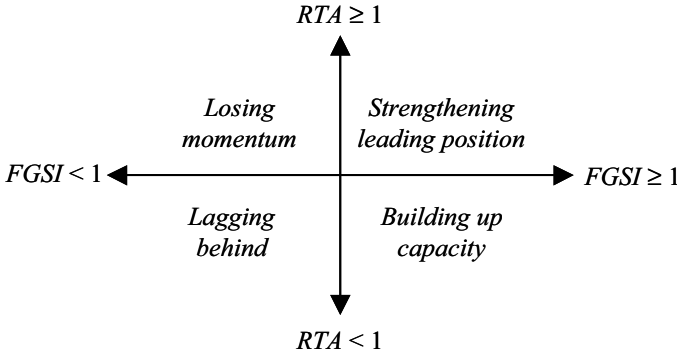 RTA ≥ 1
Losing
momentum
Strengthening
leading position
FGSI < 1
FGSI ≥ 1
Lagging
behind
Building up
capacity
RTA < 1